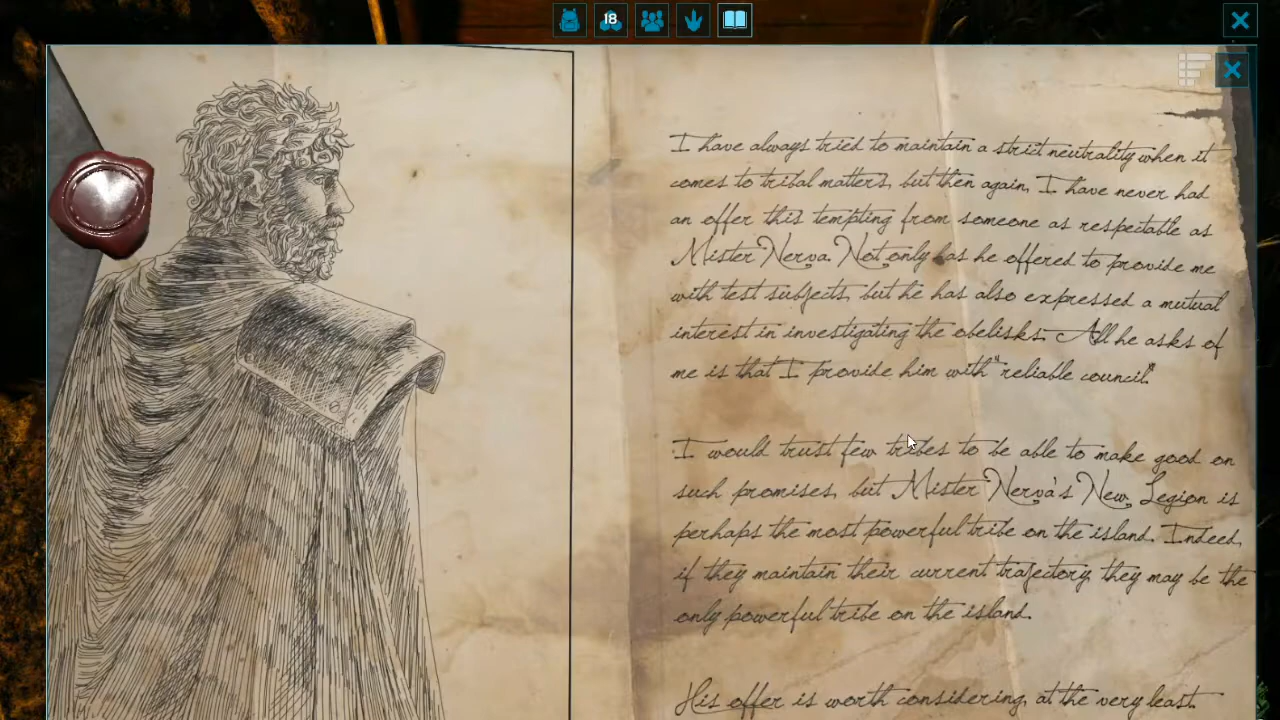 18
I have always tried to maintain a strict neutrality when it
comes to tribal matters, but then again, I have never had
an offer this tempting from someone as respectable as
Mister Nerva. Not only has he offered to provide me
with test subjects, but he has also expressed a mutual
interest in investigating the obelisks. All he asks of
me is that I provide him with "reliable council".
I would trust few tribes to be able to make good on
such promises, but Mister Nerva's New Legion is
perhaps the most powerful tribe on the island. Indeed,
if they maintain their current trajectory, they may be the
only powerful tribe on the island.
His offer is worth considering, at the very least.